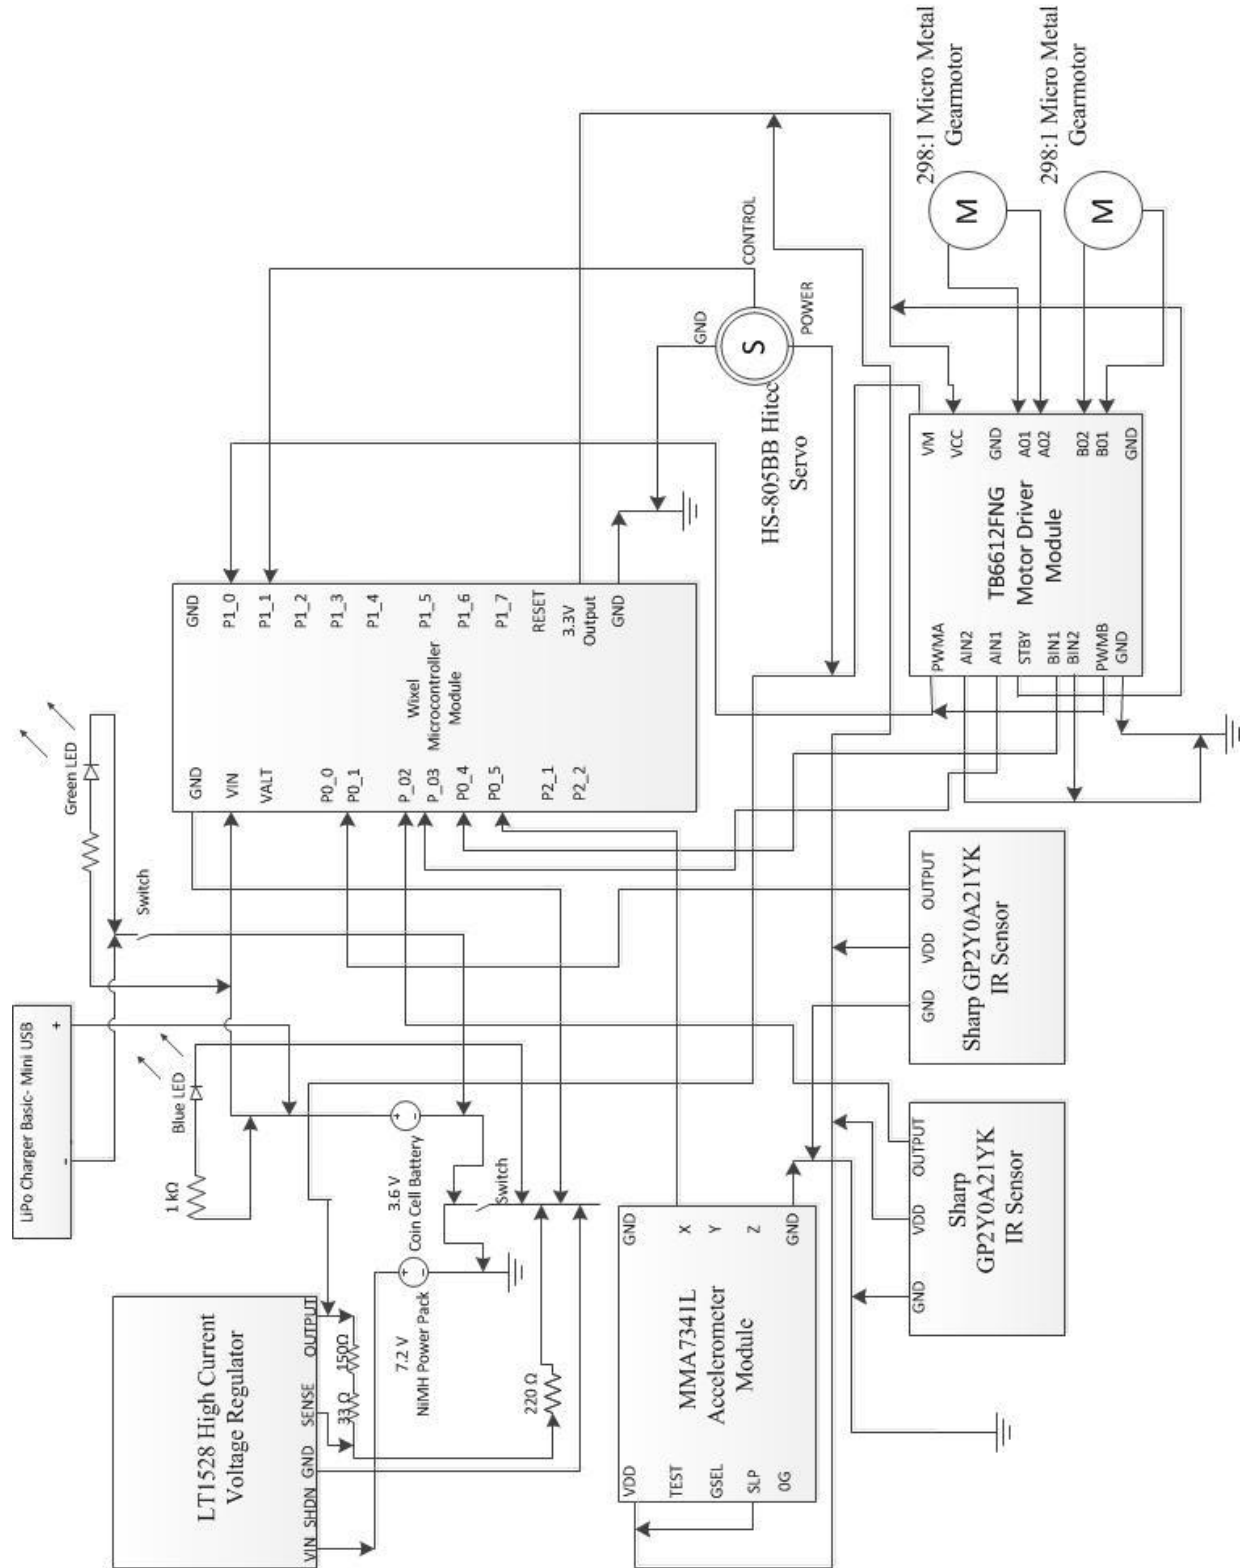 LiPo Charger Basic- Mini USB
-
+
Green LED
Switch
Blue LED
1 kΩ
LT1528 High Current
Voltage Regulator
VIN
SHDN
GND
SENSE
OUTPUT
33 Ω
150Ω
7.2 V
NiMH Power Pack
3.6 V
Coin Cell Battery
+
-
+
-
Switch
220 Ω
GND
VIN
VALT
P0_0
P0_1
P_02
P_03
P0_4
P0_5
P2_1
P2_2
Wixel
Microcontroller
Module
GND
P1_0
P1_1
P1_2
P1_3
P1_4
P1_5
P1_6
P1_7
RESET
3.3V
Output
GND
GND
CONTROL
POWER
S
HS-805BB Hitec
Servo
298:1 Micro Metal
Gearmotor
M
298:1 Micro Metal
Gearmotor
M
MMA7341L
Accelerometer
Module
VDD
TEST
GSEL
SLP
0G
GND
X
Y
Z
GND
Sharp
GP2Y0A21YK
IR Sensor
GND
VDD
OUTPUT
Sharp GP2Y0A21YK
IR Sensor
GND
VDD
OUTPUT
TB6612FNG
Motor Driver
Module
PWMA
AIN2
AIN1
STBY
BIN1
BIN2
PWMB
GND
VM
VCC
GND
A01
A02
B02
B01
GND